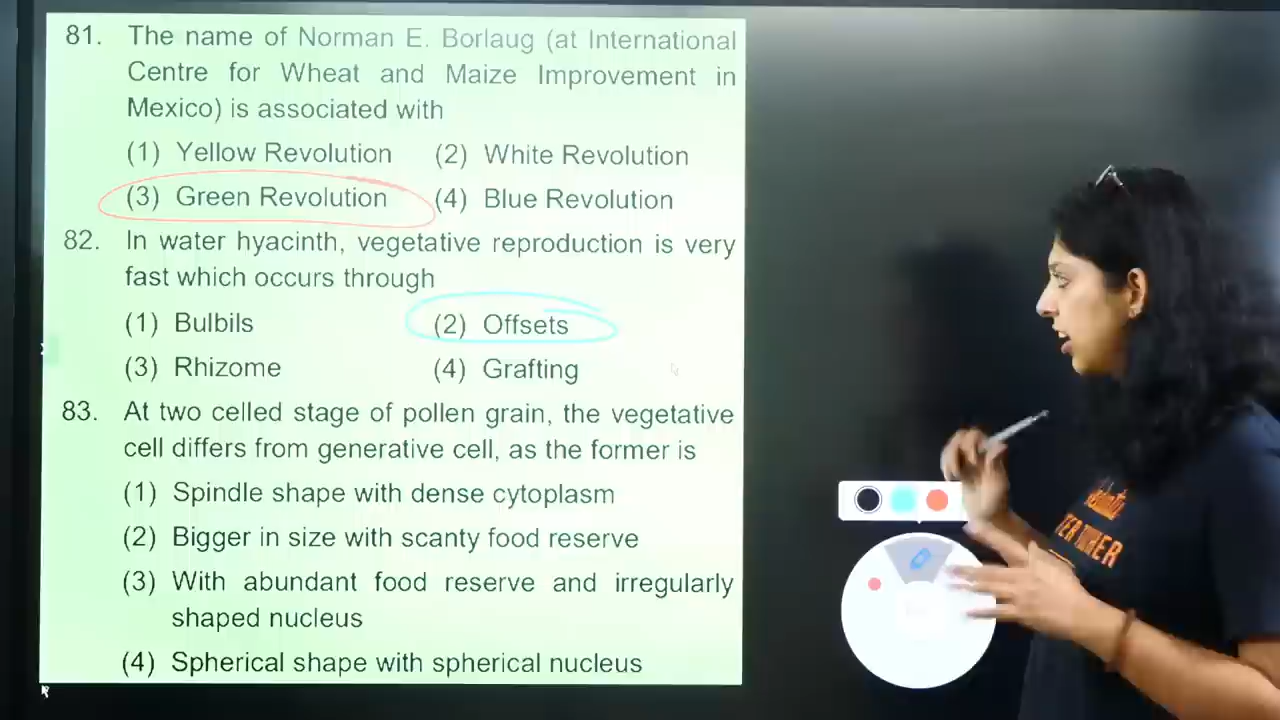 81. The name of Norman E. Borlaug (at International
Centre for Wheat and Maize Improvement in
Mexico) is associated with
(1) Yellow Revolution (2) White Revolution
(3) Green Revolution (4) Blue Revolution
82. In water hyacinth, vegetative reproduction is very
fast which occurs through
(1) Bulbils (2) Offsets
(3) Rhizome (4) Grafting
83. At two celled stage of pollen grain, the vegetative
cell differs from generative cell, as the former is
(1) Spindle shape with dense cytoplasm
(2) Bigger in size with scanty food reserve
(3) With abundant food reserve and irregularly
shaped nucleus
(4) Spherical shape with spherical nucleus